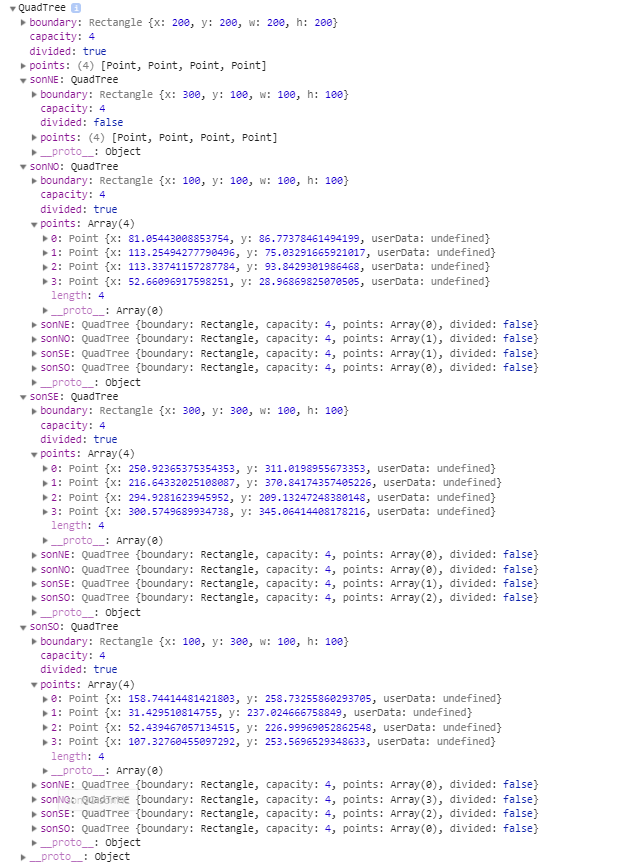 QuadTree i
boundary: Rectangle {x: 200, y: 200, w: 200, h: 200}
capacity: 4
divided: true
points: (4) [Point, Point, Point, Point]
sonNE: QuadTree
boundary: Rectangle {x: 300, y: 100, w: 100, h: 100}
capacity: 4
divided: false
points: (4) [Point, Point, Point, Point]
__proto__: Object
sonNO: QuadTree
boundary: Rectangle {x: 100, y: 100, w: 100, h: 100}
capacity: 4
divided: true
points: Array(4)
0: Point {x: 81.05443008853754, y: 86.77378461494199, userData: undefined}
1: Point {x: 113.25494277790496, y: 75.03291665921017, userData: undefined}
2: Point {x: 113.33741157287784, y: 93.8429301986468, userData: undefined}
3: Point {x: 52.66096917598251, y: 28.96869825070505, userData: undefined}
length: 4
__proto__: Array(0)
sonNE: QuadTree {boundary: Rectangle, capacity: 4, points: Array(0), divided: false}
sonNO: QuadTree {boundary: Rectangle, capacity: 4, points: Array(1), divided: false}
sonSE: QuadTree {boundary: Rectangle, capacity: 4, points: Array(1), divided: false}
sonSO: QuadTree {boundary: Rectangle, capacity: 4, points: Array(0), divided: false}
__proto__: Object
sonSE: QuadTree
boundary: Rectangle {x: 300, y: 300, w: 100, h: 100}
capacity: 4
divided: true
points: Array(4)
0: Point {x: 250.92365375354353, y: 311.0198955673353, userData: undefined}
1: Point {x: 216.64332025108087, y: 370.84174357405226, userData: undefined}
2: Point {x: 294.9281623945952, y: 209.13247248380148, userData: undefined}
3: Point {x: 300.5749689934738, y: 345.06414408178216, userData: undefined}
length: 4
__proto__: Array(0)
sonNE: QuadTree {boundary: Rectangle, capacity: 4, points: Array(0), divided: false}
sonNO: QuadTree {boundary: Rectangle, capacity: 4, points: Array(0), divided: false}
sonSE: QuadTree {boundary: Rectangle, capacity: 4, points: Array(1), divided: false}
sonSO: QuadTree {boundary: Rectangle, capacity: 4, points: Array(2), divided: false}
__proto__: Object
sonSO: QuadTree
boundary: Rectangle {x: 100, y: 300, w: 100, h: 100}
capacity: 4
divided: true
points: Array(4)
0: Point {x: 158.74414481421803, y: 258.73255860293705, userData: undefined}
1: Point {x: 31.429510814755, y: 237.024666758849, userData: undefined}
2: Point {x: 52.439467057134515, y: 226.99969052862548, userData: undefined}
3: Point {x: 107.32760455097292, y: 253.5696529348633, userData: undefined}
length: 4
__proto__: Array(0)
sonNE: QuadTree {boundary: Rectangle, capacity: 4, points: Array(0), divided: false}
sonNO: QuadTree {boundary: Rectangle, capacity: 4, points: Array(3), divided: false}
sonSE: QuadTree {boundary: Rectangle, capacity: 4, points: Array(2), divided: false}
sonSO: QuadTree {boundary: Rectangle, capacity: 4, points: Array(0), divided: false}
__proto__: Object
__proto__: Object